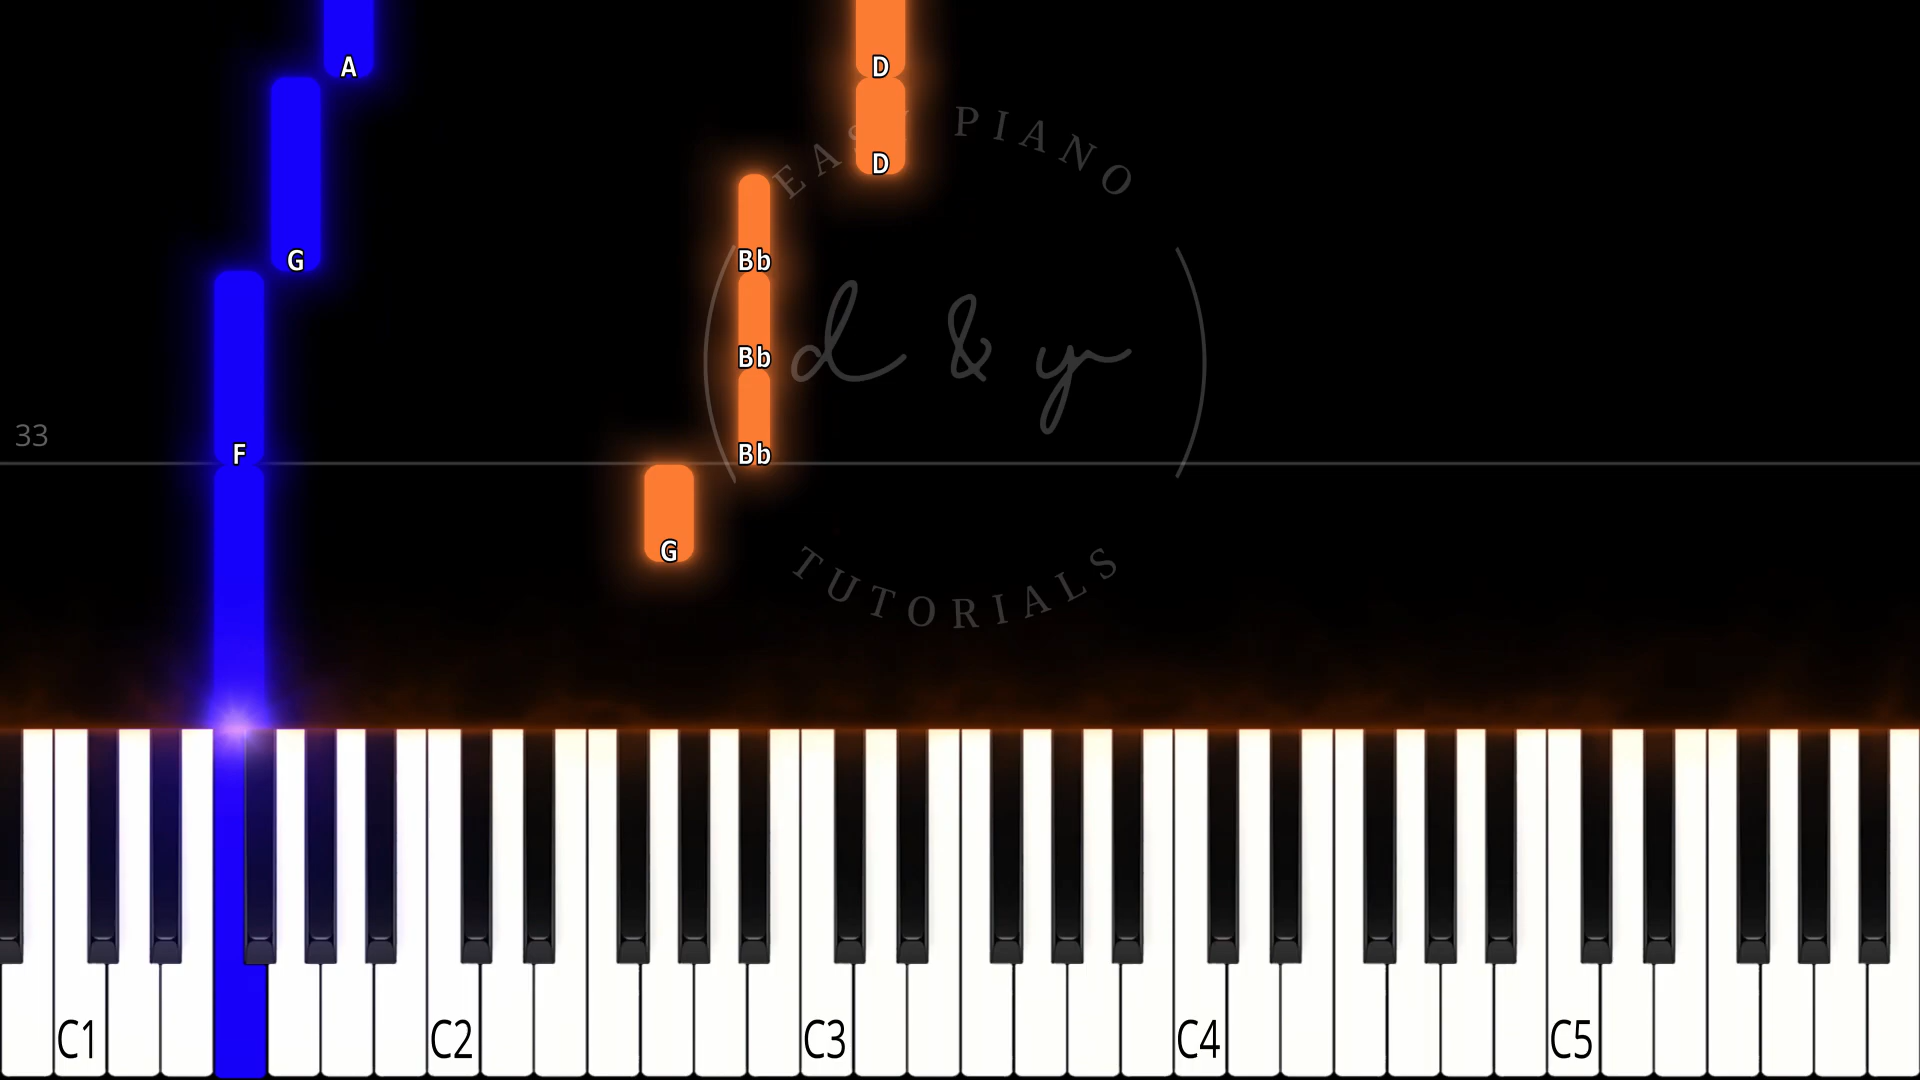 A
D
EASY PIANO
D
G
Bb
d & y
Bb
33
F
Bb
G
TUTORIALS
C1 C2 C3 C4 C5